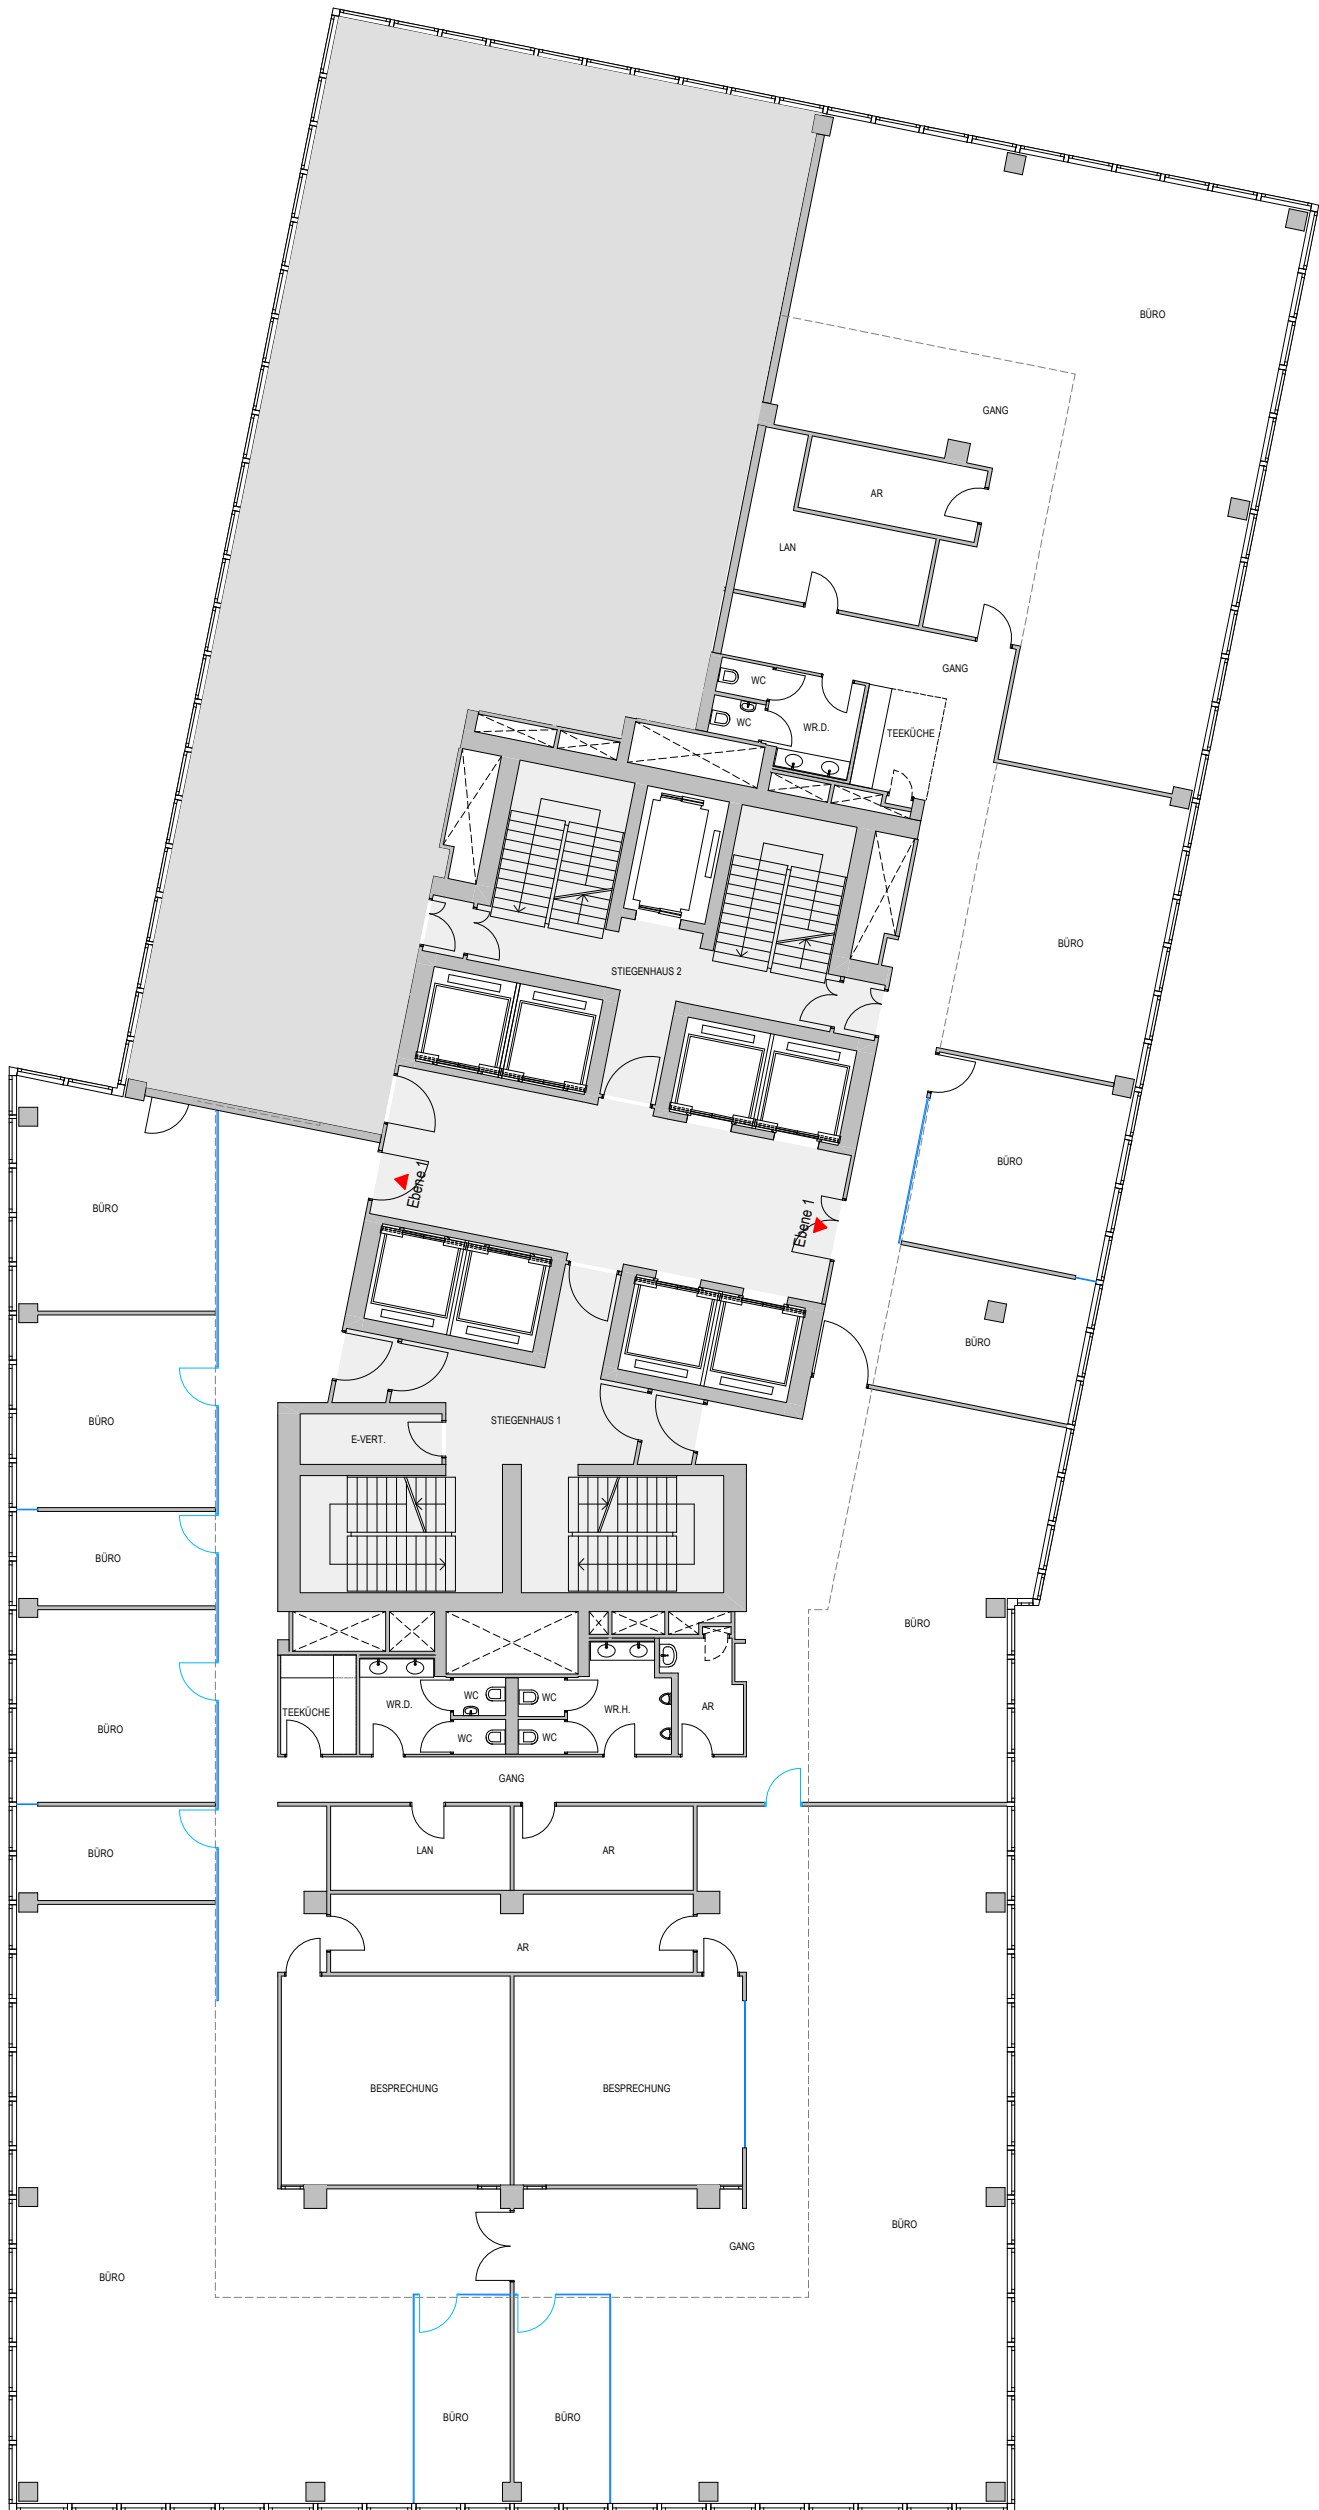 BÜRO
GANG
AR
LAN
GANG
WC
WC
WR.D.
TEEKÜCHE
BÜRO
STIEGENHAUS 2
BÜRO
Ebene 1
Ebene 1
BÜRO
BÜRO
BÜRO
STIEGENHAUS 1
E-VERT.
BÜRO
BÜRO
BÜRO
WC
WC
WR.D.
WR.H.
AR
TEEKÜCHE
BÜRO
WC
WC
GANG
LAN
AR
BÜRO
AR
BESPRECHUNG
BESPRECHUNG
BÜRO
GANG
BÜRO
BÜRO
BÜRO